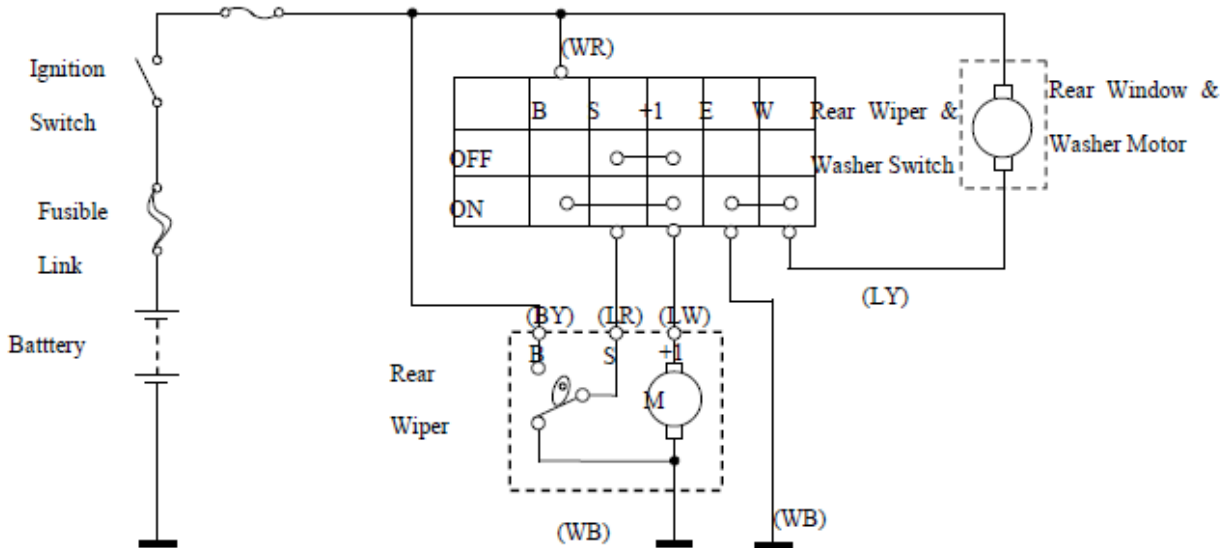 (WR)
Ignition
Switch
B S +1 E W
Rear Wiper &
Washer Switch
Rear Window &
Washer Motor
OFF
ON
Fusible
Link
(LY)
Batttery
(BY) (LR) (LW)
B S +1
Rear
Wiper
M
(WB)
(WB)